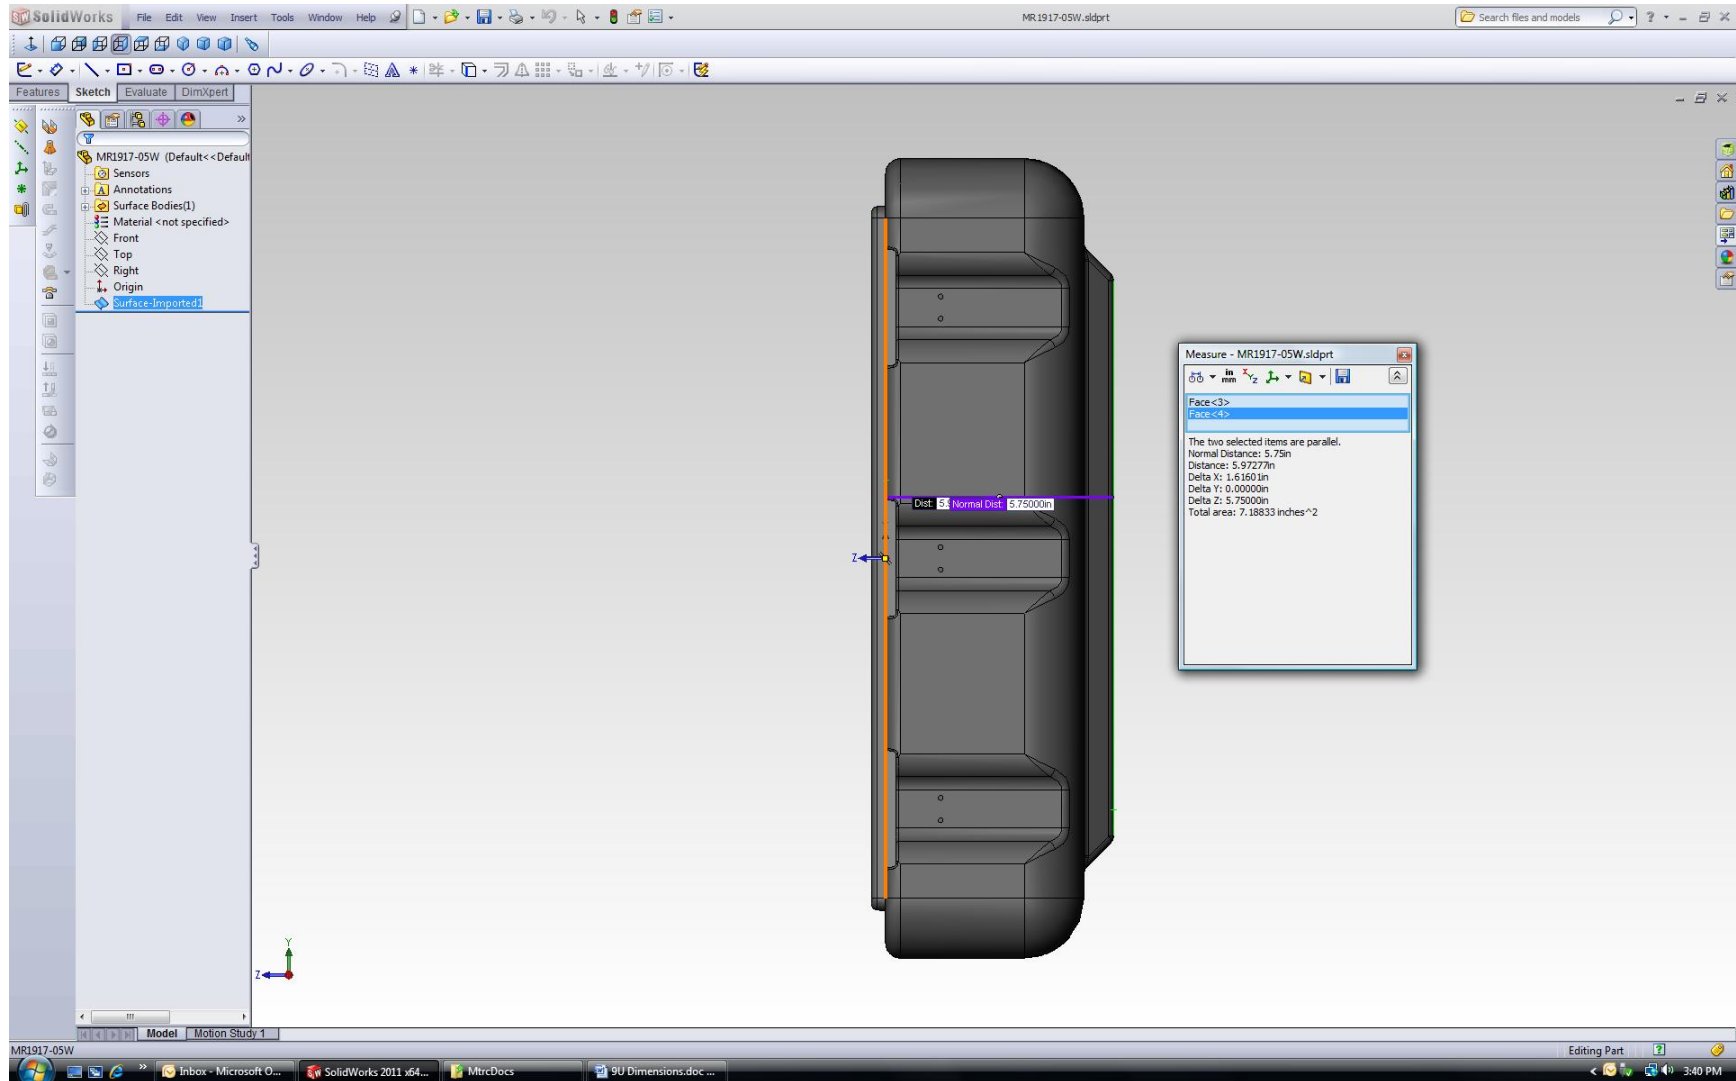 SolidWorks File Edit View Insert Tools Window Help MR1917-05W.sldprt Search files and models
Features Sketch Evaluate DimXpert
MR1917-05W (Default<<Default
Sensors
Annotations
Surface Bodies(1)
Material <not specified>
Front
Top
Right
Origin
Surface-Imported1
Measure - MR1917-05W.sldprt
in
mm
Face<3>
Face<4>
The two selected items are parallel.
Normal Distance: 5.75in
Distance: 5.97277in
Delta X: 1.61601in
Delta Y: 0.00000in
Delta Z: 5.75000in
Total area: 7.18833 inches^2
Dist: 5.9 Normal Dist: 5.75000in
Z
Y
Z
Model Motion Study 1
MR1917-05W Editing Part
Inbox - Microsoft O... SolidWorks 2011 x64... MtrcDocs 9U Dimensions.doc ... 3:40 PM